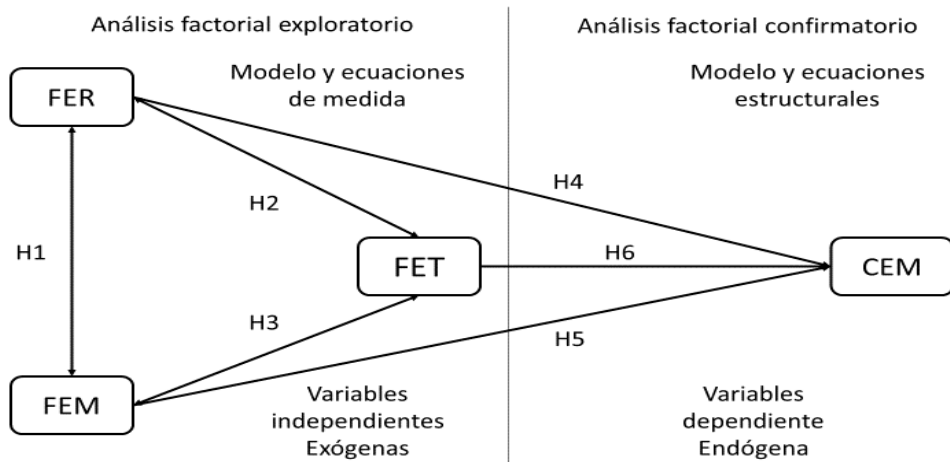 Análisis factorial exploratorio
Análisis factorial confirmatorio
Modelo y ecuaciones
de medida
Modelo y ecuaciones
estructurales
FER
H4
H2
H1
FET
H6
CEM
H3
H5
FEM
Variables
independientes
Exógenas
Variables
dependiente
Endógena